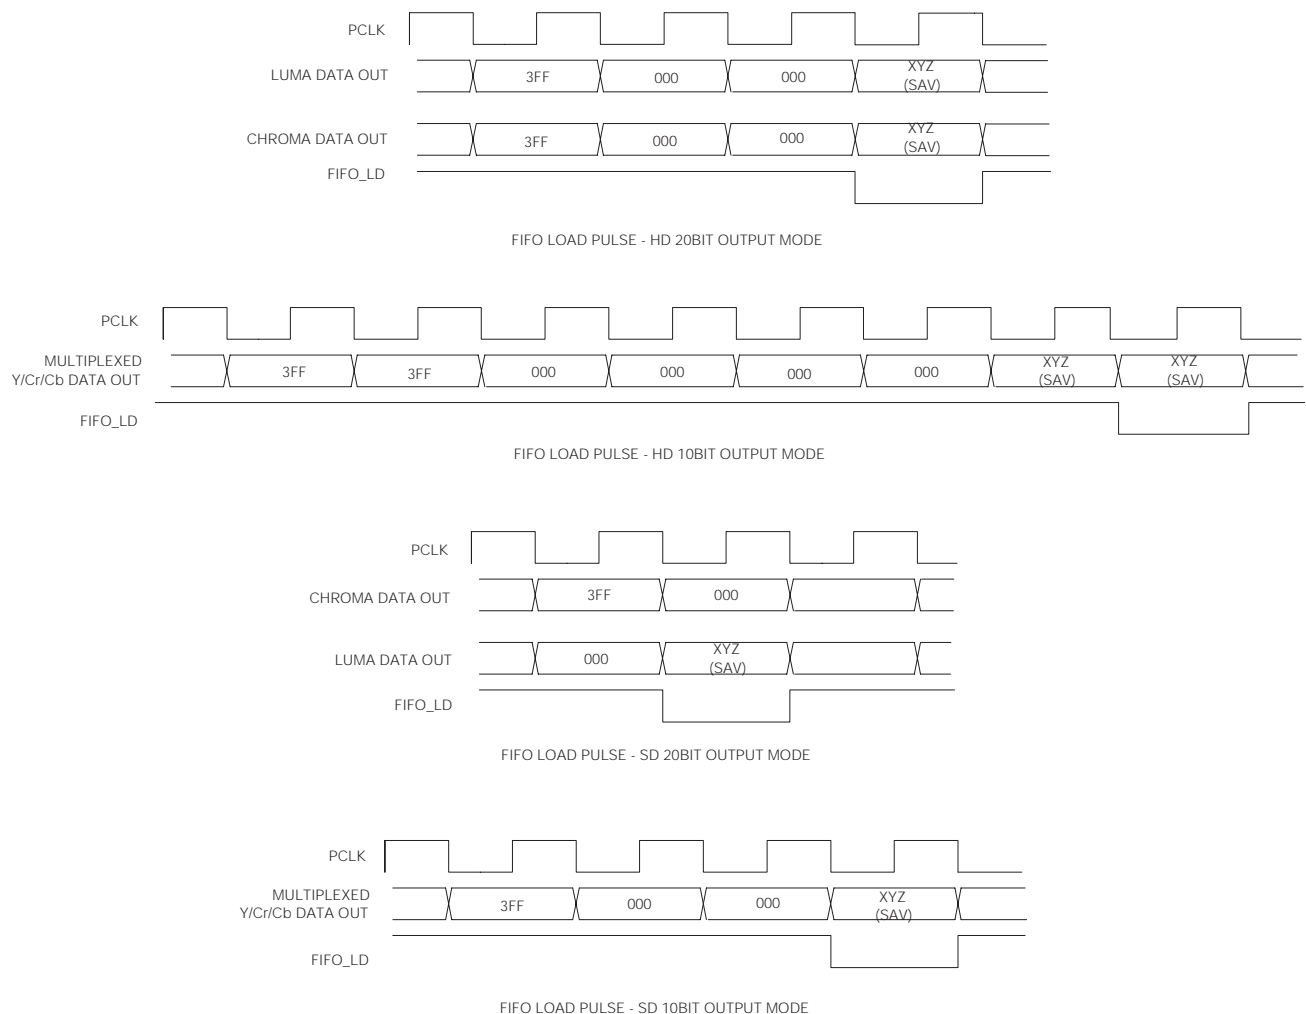 PCLK
LUMA DATA OUT
3FF
000
000
XYZ
(SAV)
CHROMA DATA OUT
3FF
000
000
XYZ
(SAV)
FIFO_LD
FIFO LOAD PULSE - HD 20BIT OUTPUT MODE
PCLK
MULTIPLEXED
Y/Cr/Cb DATA OUT
3FF
3FF
000
000
000
000
XYZ
(SAV)
XYZ
(SAV)
FIFO_LD
FIFO LOAD PULSE - HD 10BIT OUTPUT MODE
PCLK
CHROMA DATA OUT
3FF
000
LUMA DATA OUT
000
XYZ
(SAV)
FIFO_LD
FIFO LOAD PULSE - SD 20BIT OUTPUT MODE
PCLK
MULTIPLEXED
Y/Cr/Cb DATA OUT
3FF
000
000
XYZ
(SAV)
FIFO_LD
FIFO LOAD PULSE - SD 10BIT OUTPUT MODE